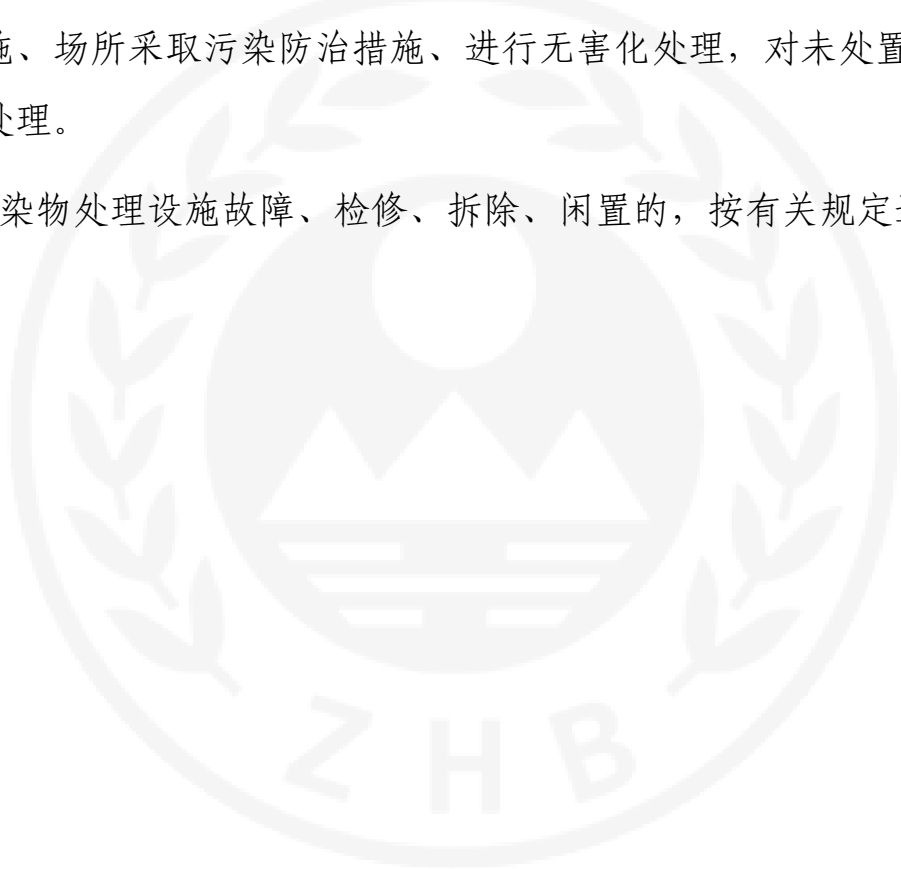 施、场所采取污染防治措施、进行无害化处理，对未处置
处理。
染物处理设施故障、检修、拆除、闲置的，按有关规定
ZHB